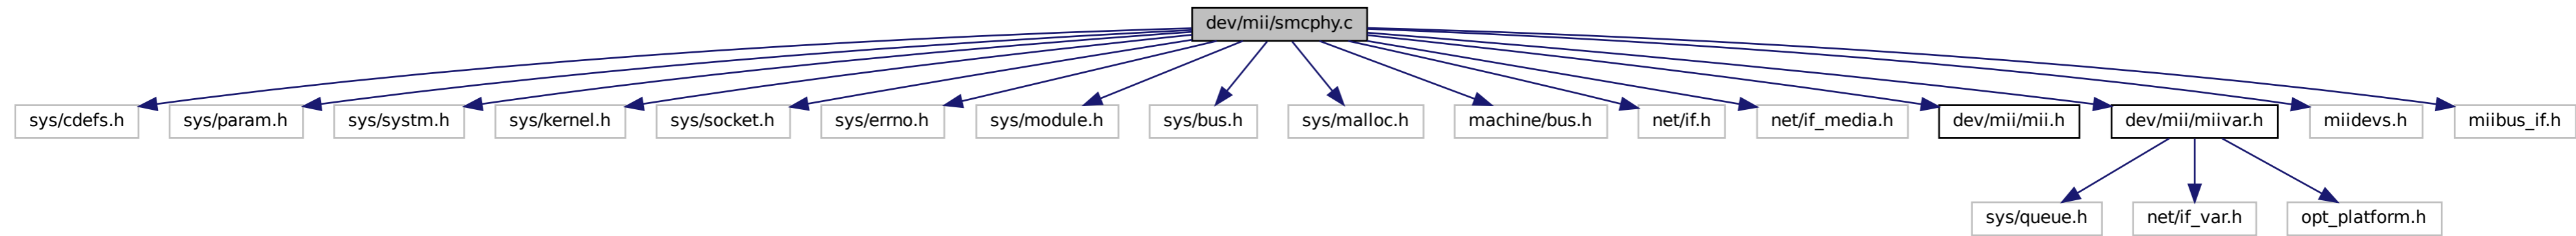 dev/mii/smcphy.c
sys/cdefs.h
sys/param.h
sys/systm.h
sys/kernel.h
sys/socket.h
sys/errno.h
sys/module.h
sys/bus.h
sys/malloc.h
machine/bus.h
net/if.h
net/if_media.h
dev/mii/mii.h
dev/mii/miivar.h
miidevs.h
miibus_if.h
sys/queue.h
net/if_var.h
opt_platform.h